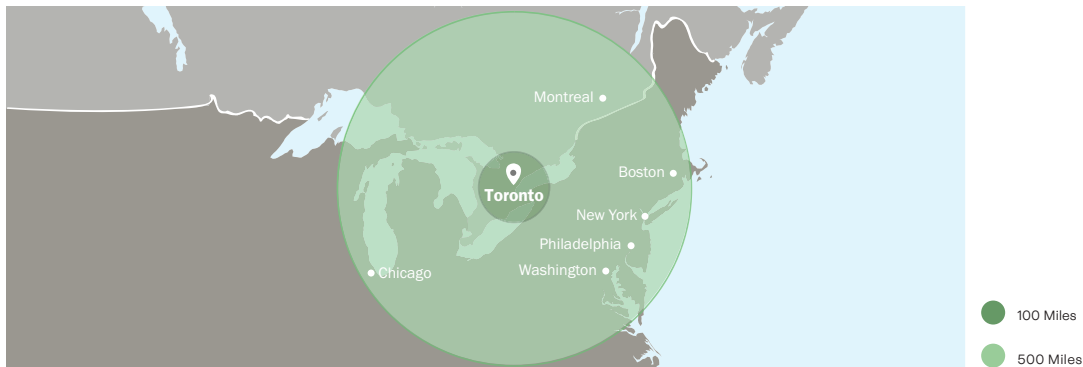 Montreal
Boston
Toronto
New York
Philadelphia
Washington
Chicago
100 Miles
500 Miles